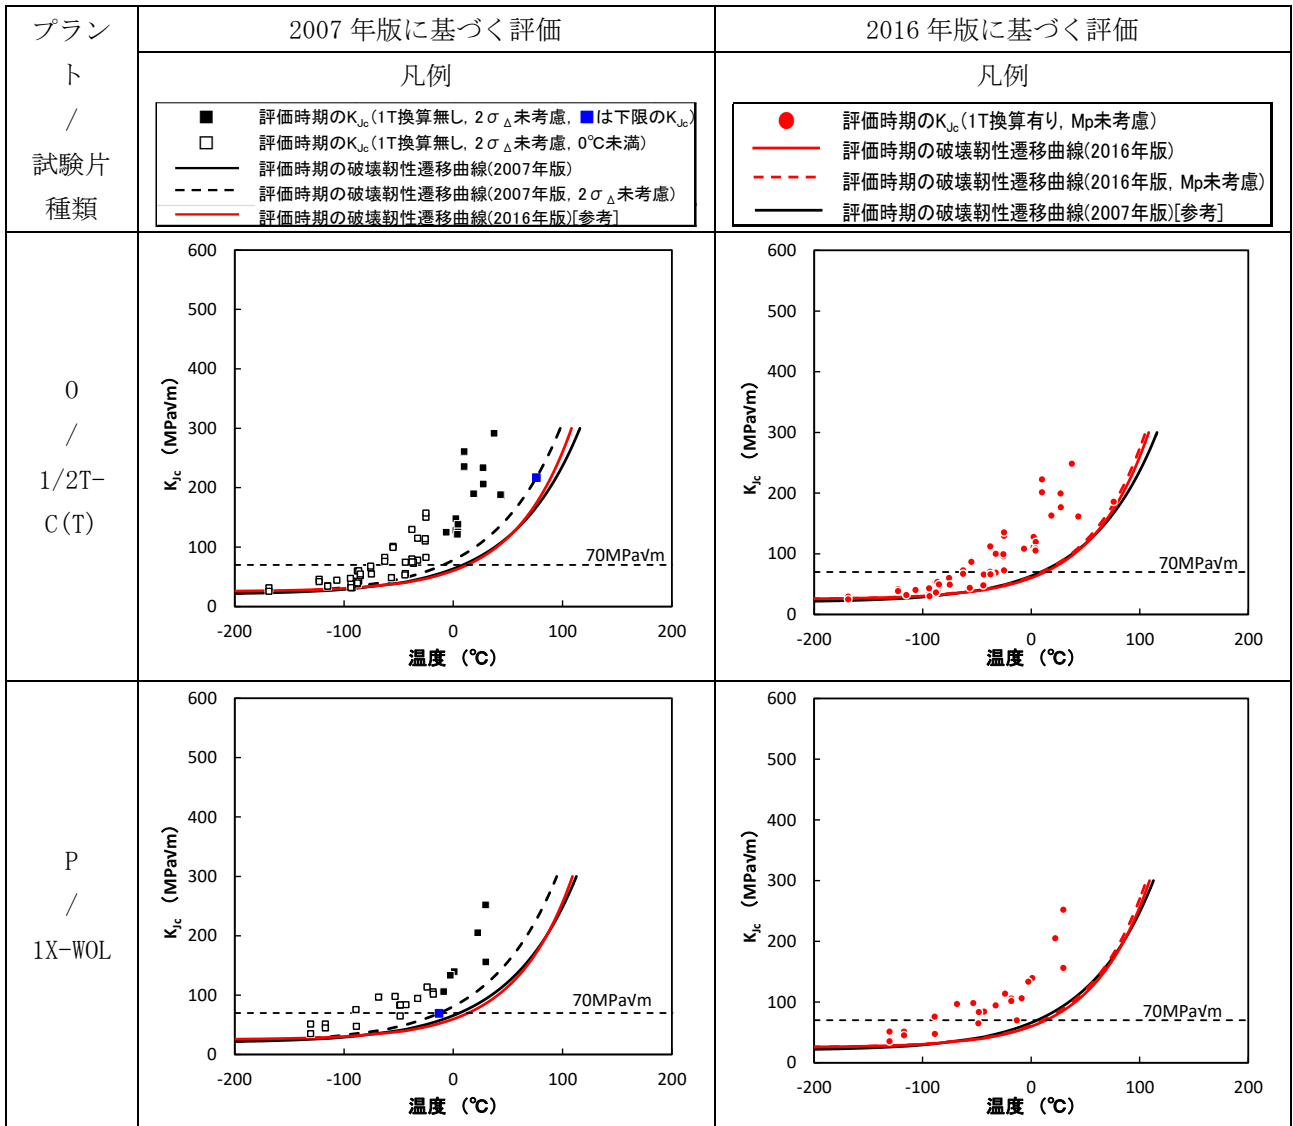 プラン
ト
/
試験片
種類
2007 年版に基づく評価
2016 年版に基づく評価
凡例
評価時期のKJc(1T換算無し, 2σΔ未考慮, ■は下限のKJc)
評価時期のKJc(1T換算無し, 2σΔ未考慮, 0℃未満)
評価時期の破壊靭性遷移曲線(2007年版)
評価時期の破壊靭性遷移曲線(2007年版, 2σΔ未考慮)
評価時期の破壊靭性遷移曲線(2016年版)[参考]
凡例
評価時期のKJc(1T換算有り, Mp未考慮)
評価時期の破壊靭性遷移曲線(2016年版)
評価時期の破壊靭性遷移曲線(2016年版, Mp未考慮)
評価時期の破壊靭性遷移曲線(2007年版)[参考]
O
/
1/2T-
C(T)
600
500
400
300
200
100
0
KJc (MPa√m)
70MPa√m
-200 -100 0 100 200
温度 (℃)
600
500
400
300
200
100
0
KJc (MPa√m)
70MPa√m
-200 -100 0 100 200
温度 (℃)
P
/
1X-WOL
600
500
400
300
200
100
0
KJc (MPa√m)
70MPa√m
-200 -100 0 100 200
温度 (℃)
600
500
400
300
200
100
0
KJc (MPa√m)
70MPa√m
-200 -100 0 100 200
温度 (℃)